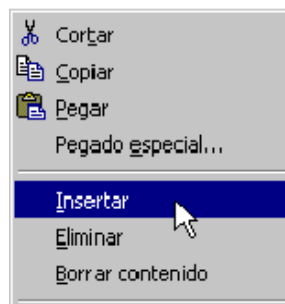 Cortar
Copiar
Pegar
Pegado especial...
Insertar
Eliminar
Borrar contenido